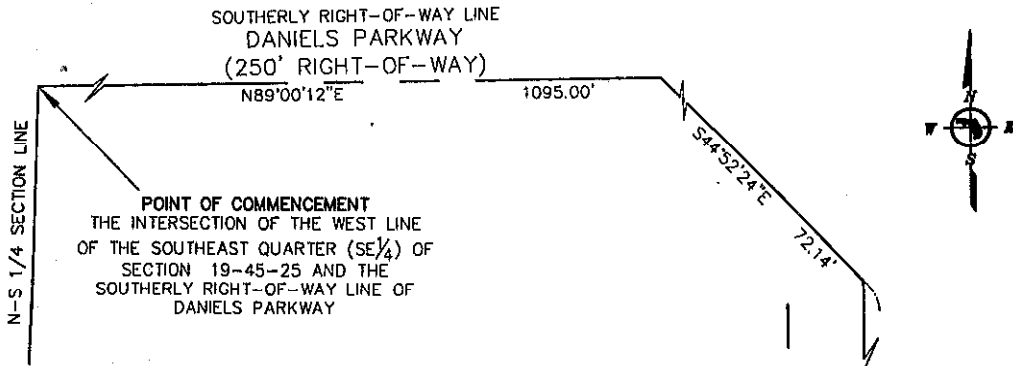 SOUTHERLY RIGHT-OF-WAY LINE
DANIELS PARKWAY
(250' RIGHT-OF-WAY)
N89°00'12"E
1095.00'
S44°52'24"E
72.14'
N-S 1/4 SECTION LINE
POINT OF COMMENCEMENT
THE INTERSECTION OF THE WEST LINE
OF THE SOUTHEAST QUARTER (SE1/4) OF
SECTION 19-45-25 AND THE
SOUTHERLY RIGHT-OF-WAY LINE OF
DANIELS PARKWAY
N
W E
S